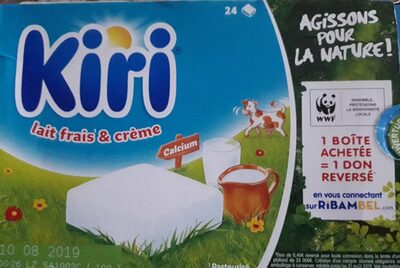 24
AGISSONS
POUR
LA NATURE !
Kiri
lait frais & crème
Calcium
WWF
ENSEMBLE,
PROTÉGEONS
LA BIODIVERSITÉ
LOCALE
1 BOÎTE
ACHETÉE
= 1 DON
REVERSÉ*
en vous connectant
sur RiBAMBEL.com
Pasteurisé
10 08 2019